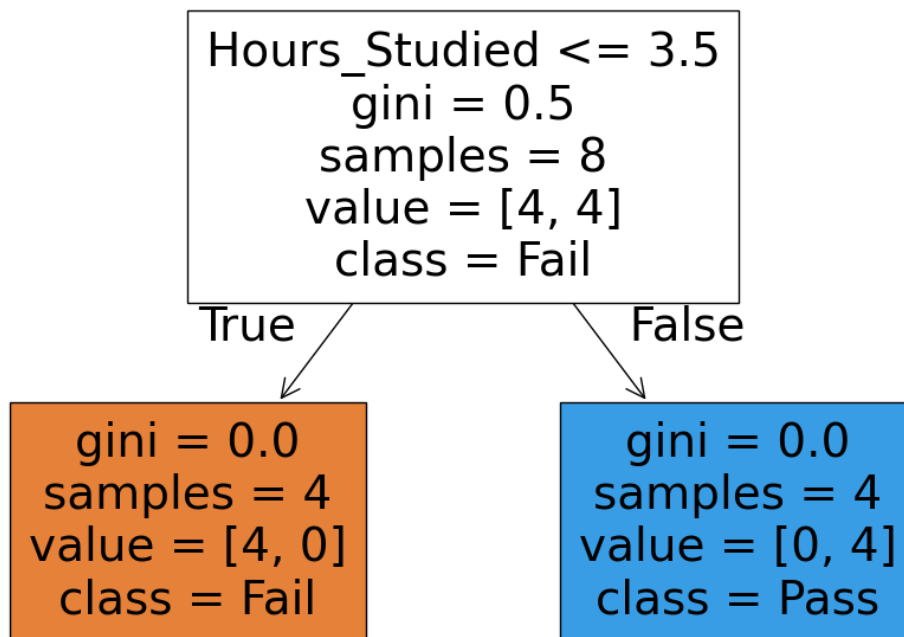 Hours_Studied <= 3.5
gini = 0.5
samples = 8
value = [4, 4]
class = Fail
True
False
gini = 0.0
samples = 4
value = [4, 0]
class = Fail
gini = 0.0
samples = 4
value = [0, 4]
class = Pass